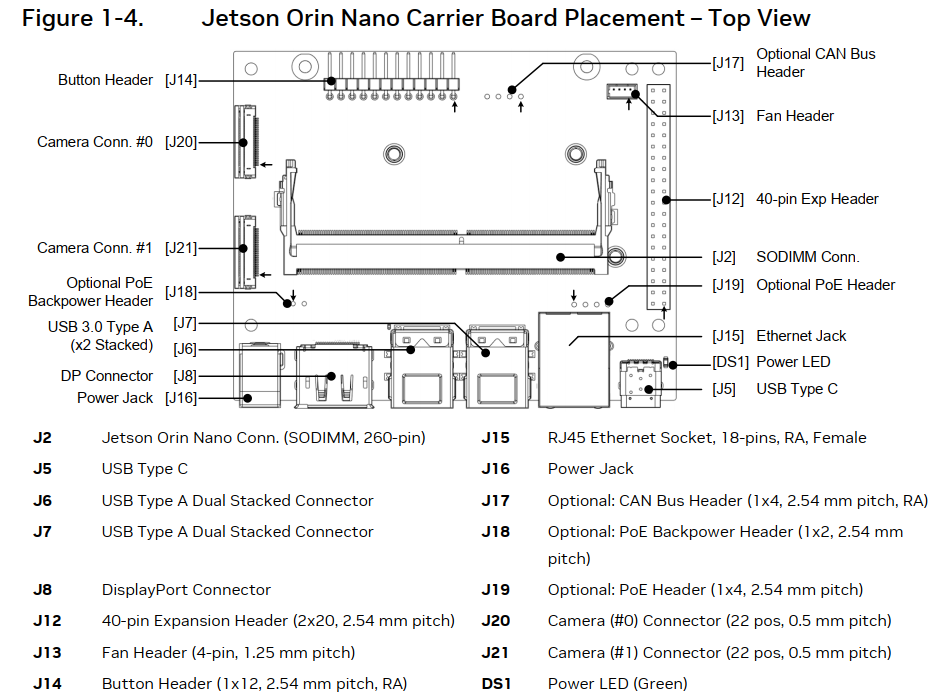 Figure 1-4. Jetson Orin Nano Carrier Board Placement – Top View
Button Header [J14]
Camera Conn. #0 [J20]
Camera Conn. #1 [J21]
Optional PoE
Backpower Header [J18]
USB 3.0 Type A
(x2 Stacked)
[J7]
[J6]
DP Connector [J8]
Power Jack [J16]
[J17] Optional CAN Bus
Header
[J13] Fan Header
[J12] 40-pin Exp Header
[J2] SODIMM Conn.
[J19] Optional PoE Header
[J15] Ethernet Jack
[DS1] Power LED
[J5] USB Type C
J2 Jetson Orin Nano Conn. (SODIMM, 260-pin)
J5 USB Type C
J6 USB Type A Dual Stacked Connector
J7 USB Type A Dual Stacked Connector
J8 DisplayPort Connector
J12 40-pin Expansion Header (2x20, 2.54 mm pitch)
J13 Fan Header (4-pin, 1.25 mm pitch)
J14 Button Header (1x12, 2.54 mm pitch, RA)
J15 RJ45 Ethernet Socket, 18-pins, RA, Female
J16 Power Jack
J17 Optional: CAN Bus Header (1x4, 2.54 mm pitch, RA)
J18 Optional: PoE Backpower Header (1x2, 2.54 mm
pitch)
J19 Optional: PoE Header (1x4, 2.54 mm pitch)
J20 Camera (#0) Connector (22 pos, 0.5 mm pitch)
J21 Camera (#1) Connector (22 pos, 0.5 mm pitch)
DS1 Power LED (Green)